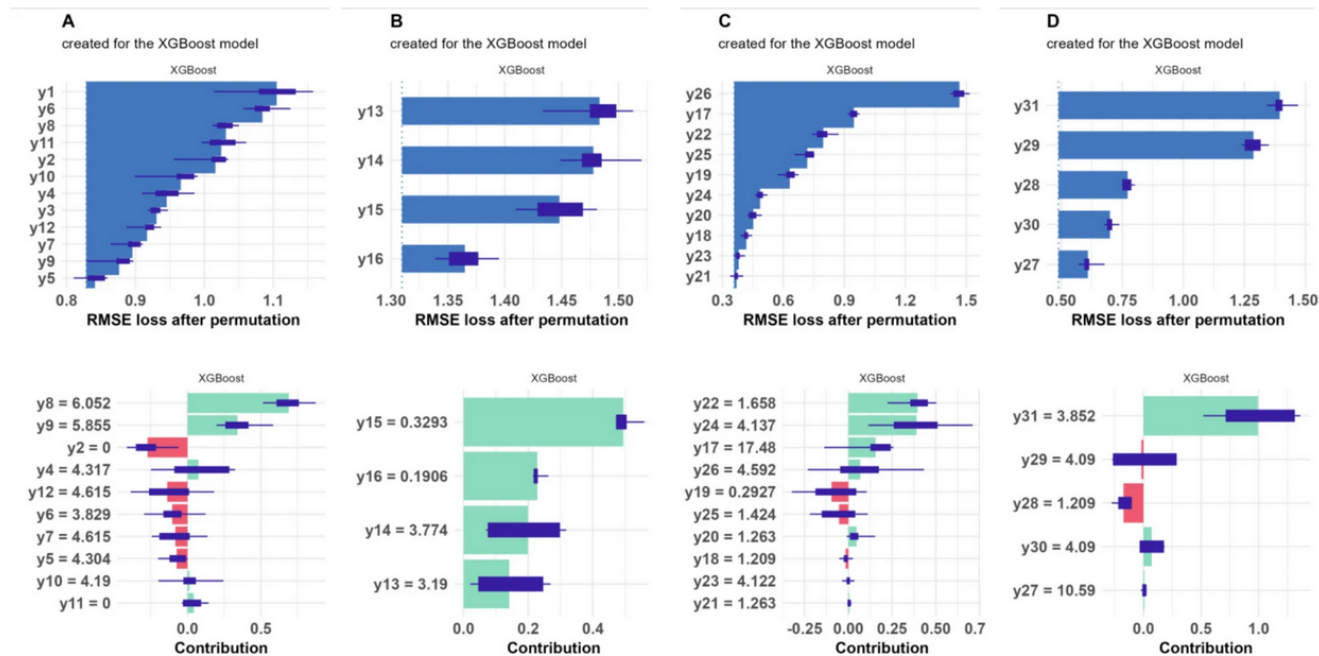 A
created for the XGBoost model
XGBoost
y1
y6
y8
y11
y2
y10
y4
y3
y12
y7
y9
y5
0.8 0.9 1.0 1.1
RMSE loss after permutation
B
created for the XGBoost model
XGBoost
y13
y14
y15
y16
1.30 1.35 1.40 1.45 1.50
RMSE loss after permutation
C
created for the XGBoost model
XGBoost
y26
y17
y22
y25
y19
y24
y20
y18
y23
y21
0.3 0.6 0.9 1.2 1.5
RMSE loss after permutation
D
created for the XGBoost model
XGBoost
y31
y29
y28
y30
y27
0.50 0.75 1.00 1.25 1.50
RMSE loss after permutation
XGBoost
y8 = 6.052
y9 = 5.855
y2 = 0
y4 = 4.317
y12 = 4.615
y6 = 3.829
y7 = 4.615
y5 = 4.304
y10 = 4.19
y11 = 0
0.0 0.5
Contribution
XGBoost
y15 = 0.3293
y16 = 0.1906
y14 = 3.774
y13 = 3.19
0.0 0.2 0.4
Contribution
XGBoost
y22 = 1.658
y24 = 4.137
y17 = 17.48
y26 = 4.592
y19 = 0.2927
y25 = 1.424
y20 = 1.263
y18 = 1.209
y23 = 4.122
y21 = 1.263
-0.25 0.00 0.25 0.50 0.7
Contribution
XGBoost
y31 = 3.852
y29 = 4.09
y28 = 1.209
y30 = 4.09
y27 = 10.59
0.0 0.5 1.0
Contribution